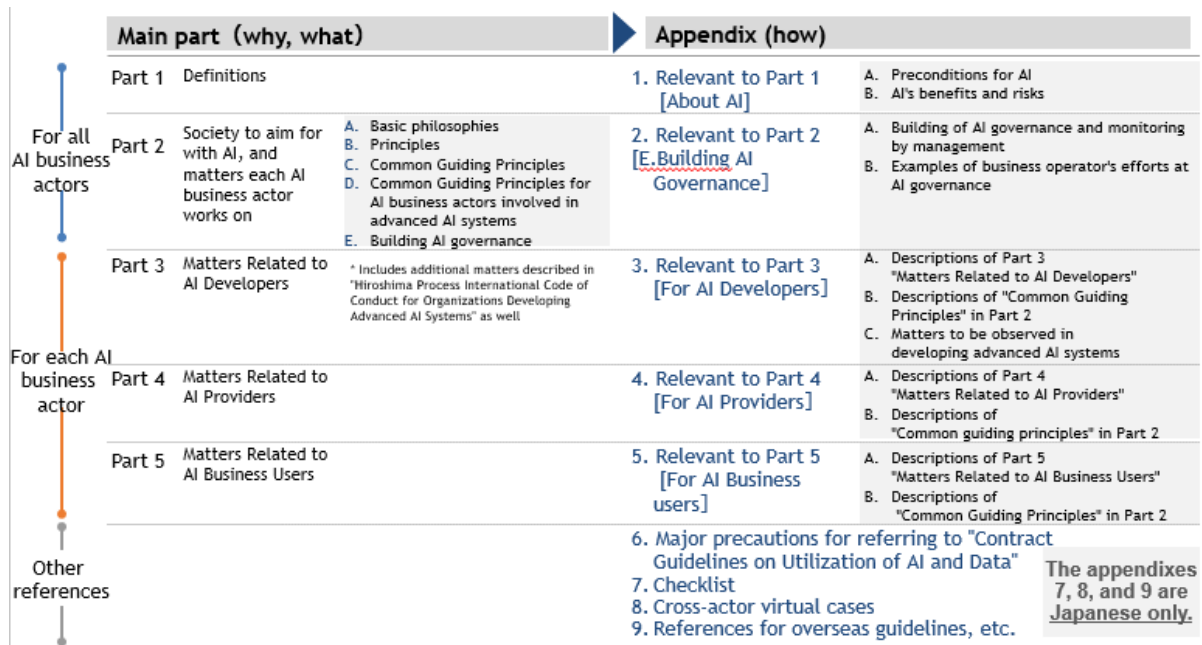 Main part（why, what）
Appendix (how)
For all
AI business
actors
Part 1
Definitions
1. Relevant to Part 1
[About AI]
A. Preconditions for AI
B. AI's benefits and risks
Part 2
Society to aim for
with AI, and
matters each AI
business actor
works on
A. Basic philosophies
B. Principles
C. Common Guiding Principles
D. Common Guiding Principles for
AI business actors involved in
advanced AI systems
E. Building AI governance
2. Relevant to Part 2
[E.Building AI
Governance]
A. Building of AI governance and monitoring
by management
B. Examples of business operator's efforts at
AI governance
For each AI
business
actor
Part 3
Matters Related to
AI Developers
* Includes additional matters described in
"Hiroshima Process International Code of
Conduct for Organizations Developing
Advanced AI Systems" as well
3. Relevant to Part 3
[For AI Developers]
A. Descriptions of Part 3
"Matters Related to AI Developers"
B. Descriptions of "Common Guiding
Principles" in Part 2
C. Matters to be observed in
developing advanced AI systems
Part 4
Matters Related to
AI Providers
4. Relevant to Part 4
[For AI Providers]
A. Descriptions of Part 4
"Matters Related to AI Providers"
B. Descriptions of
"Common guiding principles" in Part 2
Part 5
Matters Related to
AI Business Users
5. Relevant to Part 5
[For AI Business
users]
A. Descriptions of Part 5
"Matters Related to AI Business Users"
B. Descriptions of
"Common Guiding Principles" in Part 2
Other
references
6. Major precautions for referring to "Contract
Guidelines on Utilization of AI and Data"
7. Checklist
8. Cross-actor virtual cases
9. References for overseas guidelines, etc.
The appendixes
7, 8, and 9 are
Japanese only.